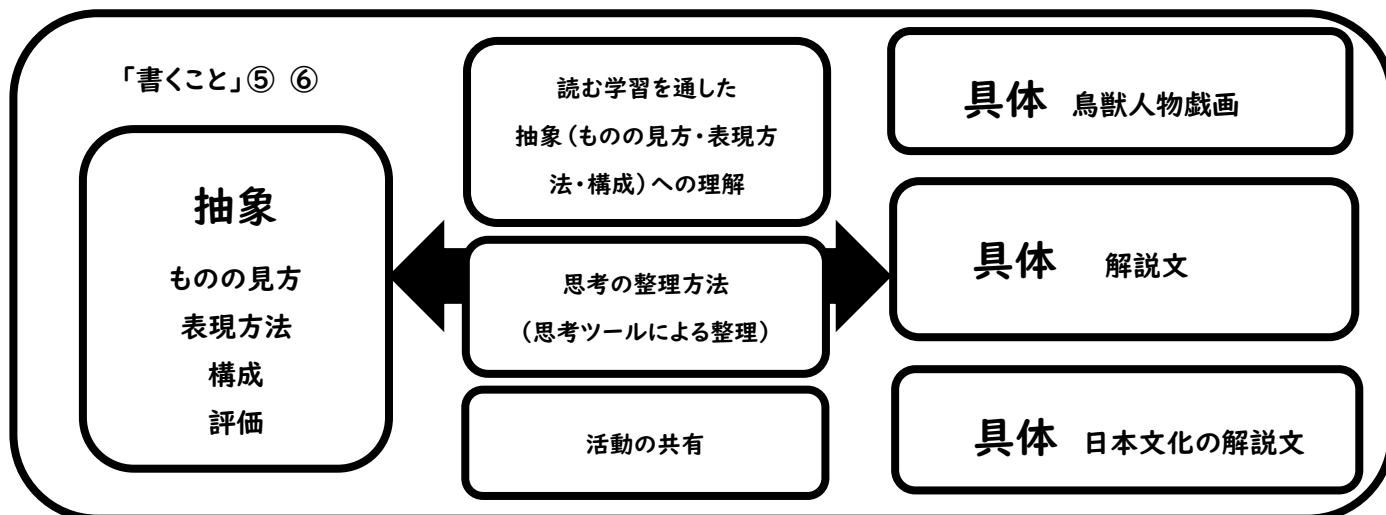 「書くこと」⑤ ⑥
抽象
ものの見方
表現方法
構成
評価
読む学習を通した
抽象(ものの見方・表現方
法・構成)への理解
思考の整理方法
(思考ツールによる整理)
活動の共有
具体 鳥獣人物戯画
具体 解説文
具体 日本文化の解説文